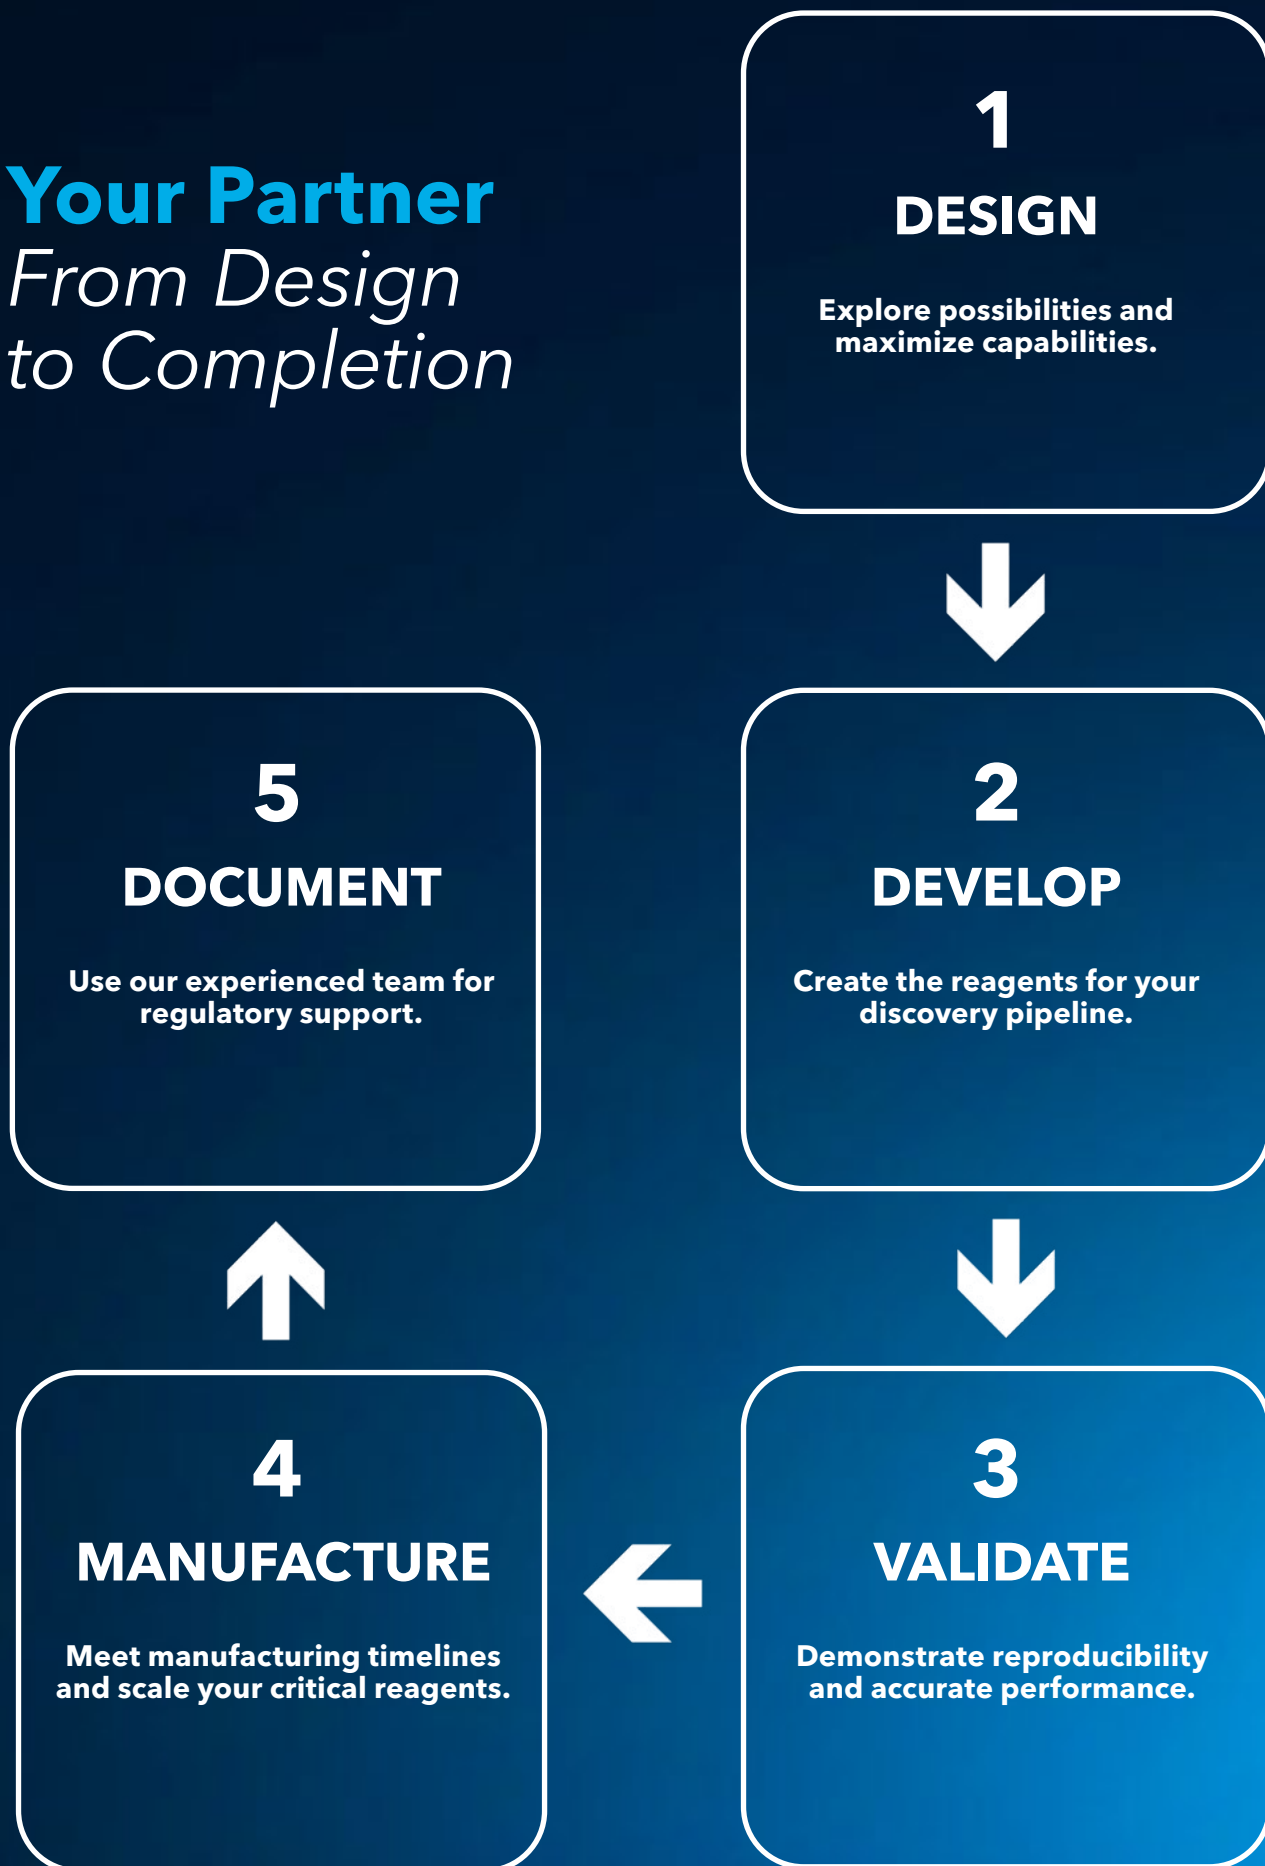 Your Partner
From Design
to Completion
1
DESIGN
Explore possibilities and
maximize capabilities.
2
DEVELOP
Create the reagents for your
discovery pipeline.
3
VALIDATE
Demonstrate reproducibility
and accurate performance.
4
MANUFACTURE
Meet manufacturing timelines
and scale your critical reagents.
5
DOCUMENT
Use our experienced team for
regulatory support.